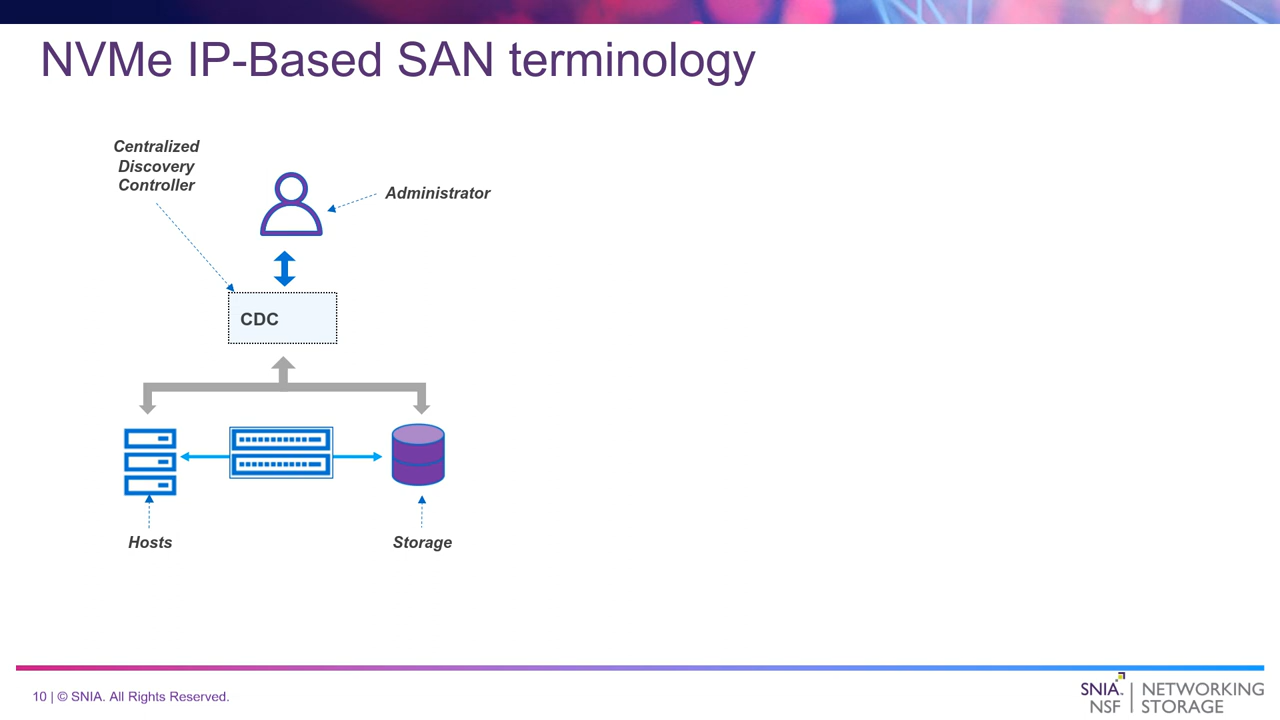 NVMe IP-Based SAN terminology
Centralized
Discovery
Controller
Administrator
CDC
Hosts
Storage
10 | © SNIA. All Rights Reserved.
SNIA. | NETWORKING
NSF | STORAGE